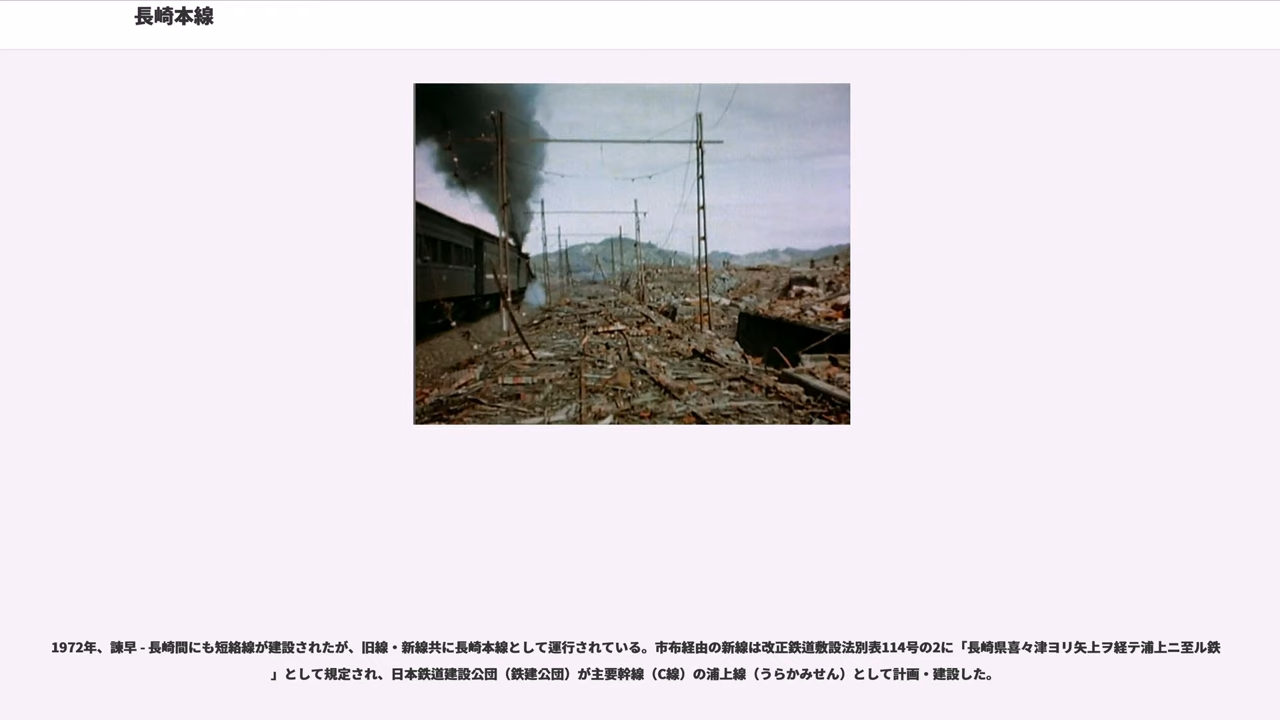 長崎本線
1972年、諫早 - 長崎間にも短絡線が建設されたが、旧線・新線共に長崎本線として運行されている。市布経由の新線は改正鉄道敷設法別表114号の2に「長崎県喜々津ヨリ矢上ヲ経テ浦上ニ至ル鉄
」として規定され、日本鉄道建設公団（鉄建公団）が主要幹線（C線）の浦上線（うらかみせん）として計画・建設した。